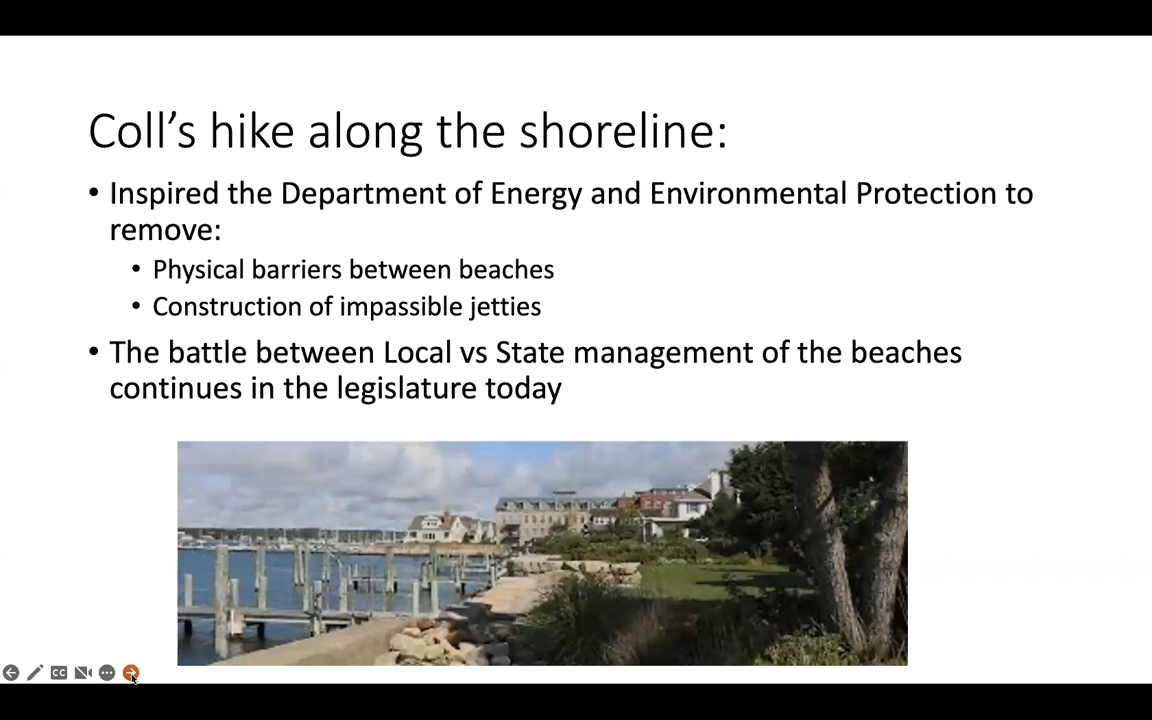 Coll’s hike along the shoreline:
• Inspired the Department of Energy and Environmental Protection to
remove:
• Physical barriers between beaches
• Construction of impassible jetties
• The battle between Local vs State management of the beaches
continues in the legislature today
CC